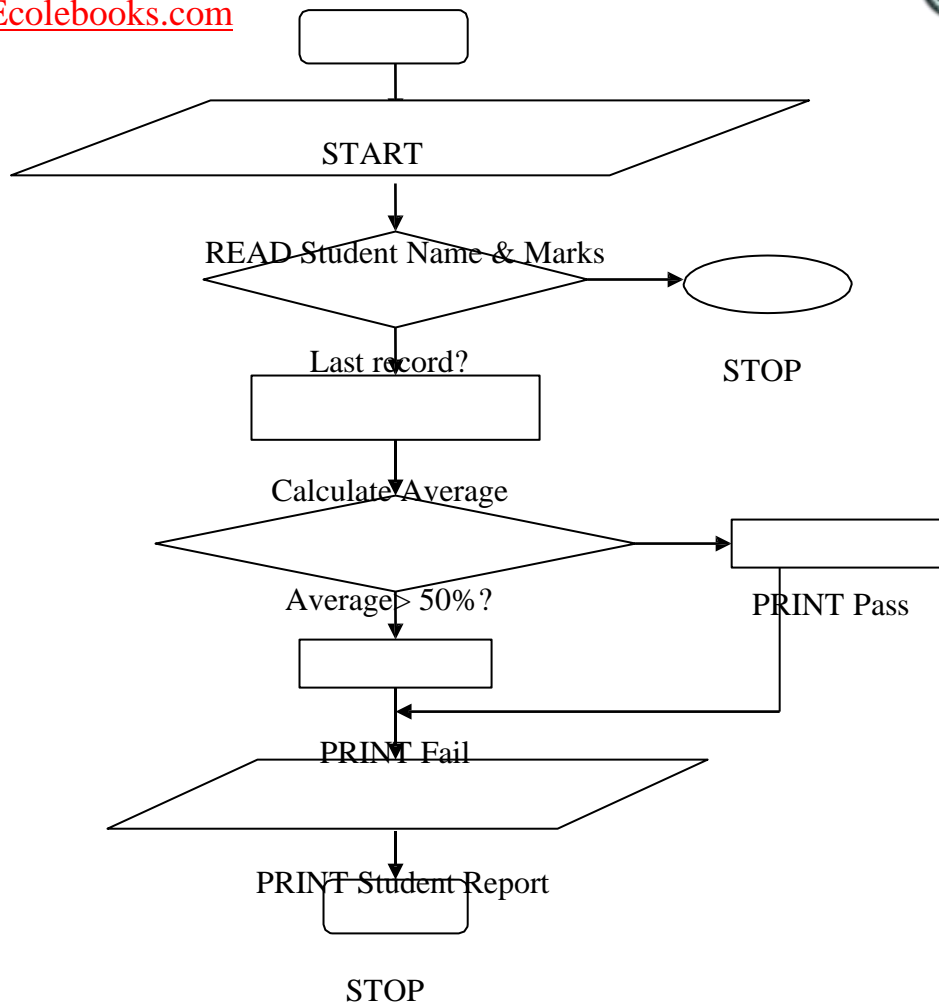 Ecolebooks.com
START
READ Student Name & Marks
Last record?
STOP
Calculate Average
Average> 50%?
PRINT Pass
PRINT Fail
PRINT Student Report
STOP